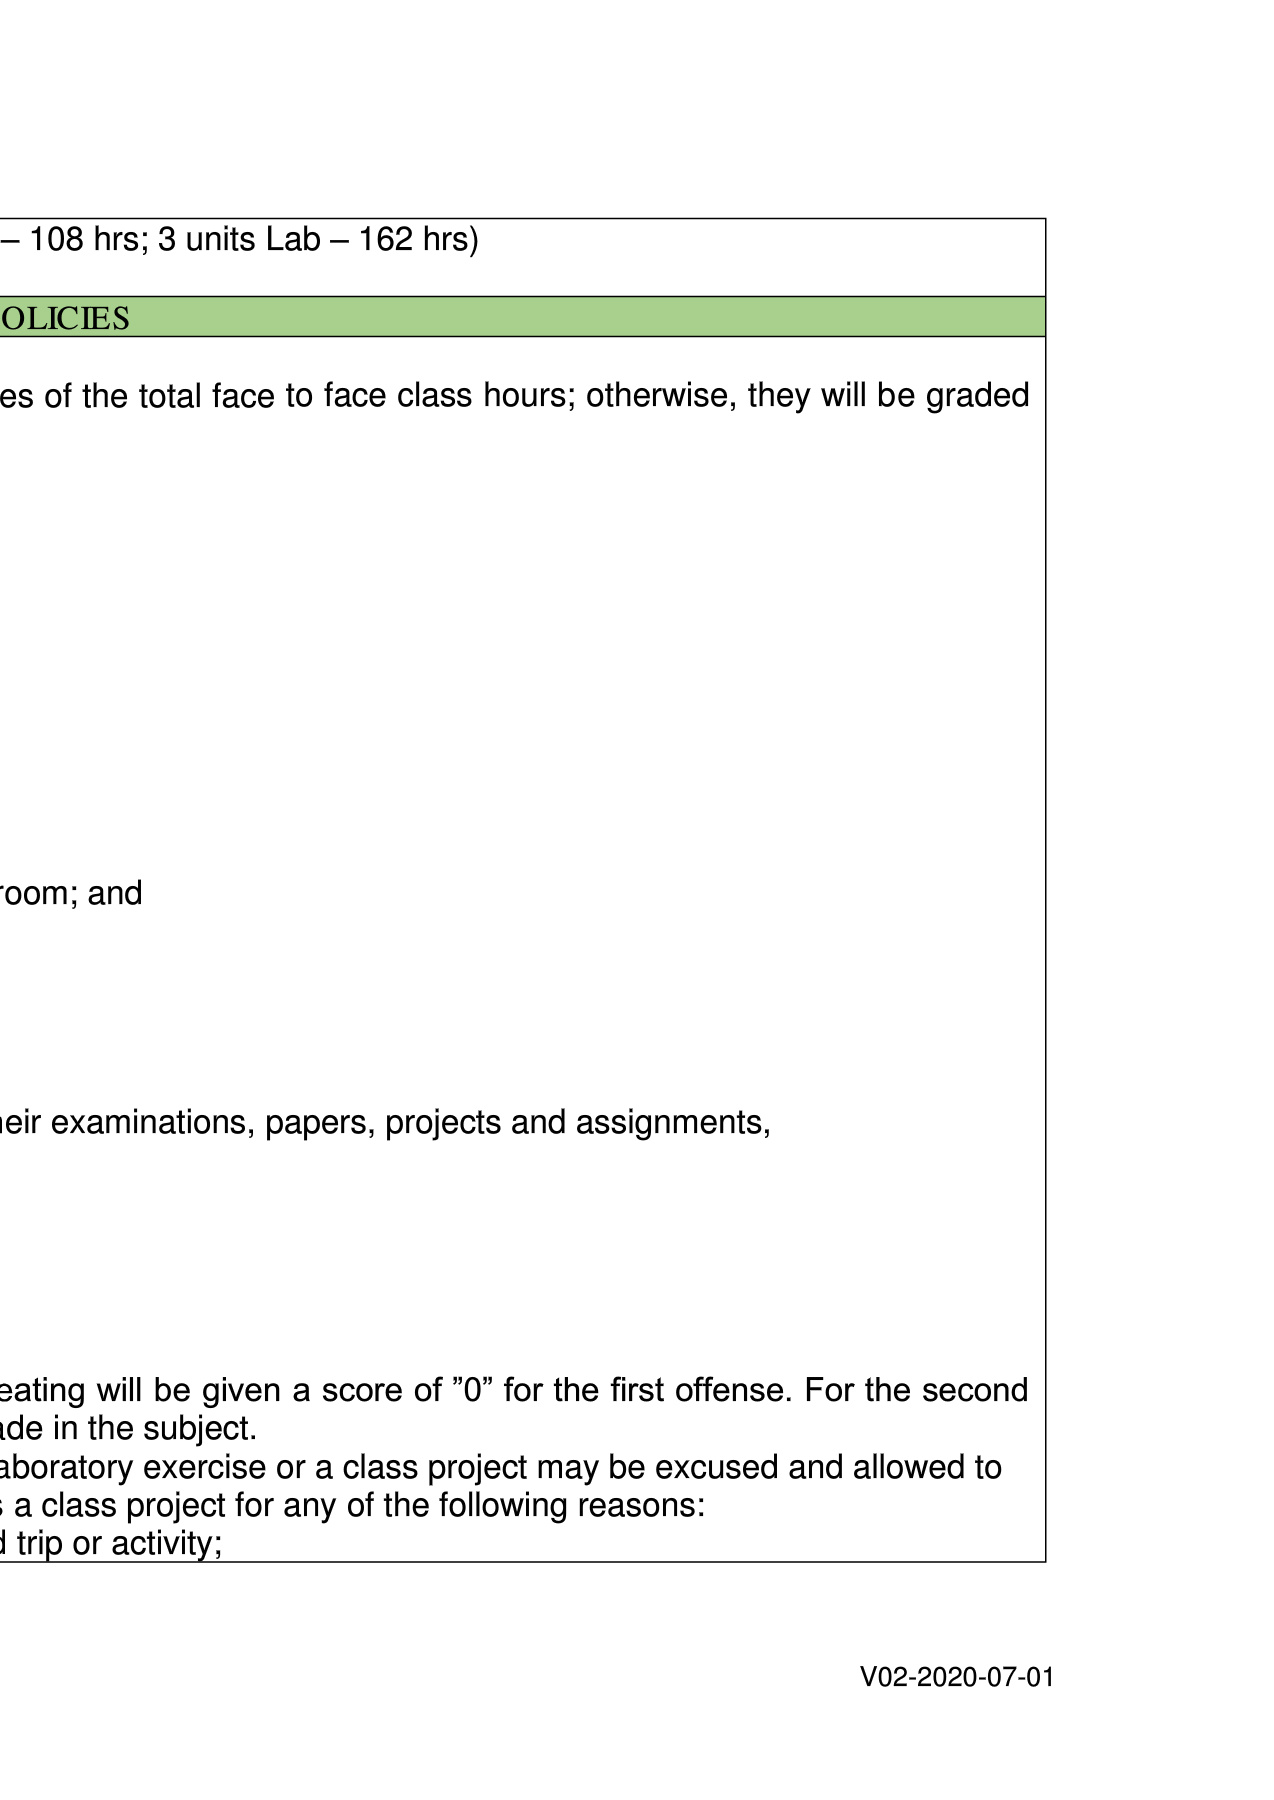 – 108 hrs; 3 units Lab – 162 hrs)
OLICIES
es of the total face to face class hours; otherwise, they will be graded
room; and
heir examinations, papers, projects and assignments,
eating will be given a score of ”0” for the first offense. For the second
ade in the subject.
aboratory exercise or a class project may be excused and allowed to
s a class project for any of the following reasons:
d trip or activity;
V02-2020-07-01